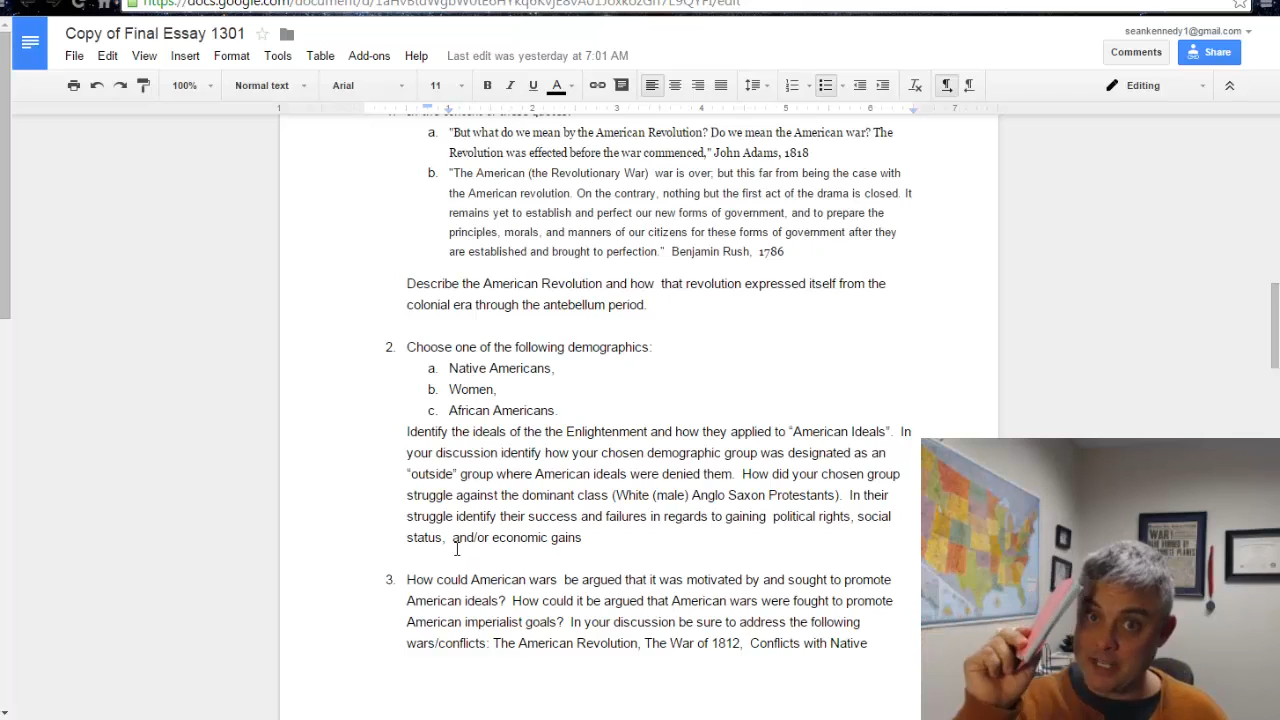 Copy of Final Essay 1301
seankennedy1@gmail.com
File Edit View Insert Format Tools Table Add-ons Help Last edit was yesterday at 7:01 AM
Comments Share
100% Normal text Arial 11 B I U A Editing
1 1 2 3 4 5 6 7
a. "But what do we mean by the American Revolution? Do we mean the American war? The
Revolution was effected before the war commenced," John Adams, 1818
b. "The American (the Revolutionary War) war is over; but this far from being the case with
the American revolution. On the contrary, nothing but the first act of the drama is closed. It
remains yet to establish and perfect our new forms of government, and to prepare the
principles, morals, and manners of our citizens for these forms of government after they
are established and brought to perfection." Benjamin Rush, 1786
Describe the American Revolution and how that revolution expressed itself from the
colonial era through the antebellum period.
2. Choose one of the following demographics:
a. Native Americans,
b. Women,
c. African Americans.
Identify the ideals of the the Enlightenment and how they applied to “American Ideals”. In
your discussion identify how your chosen demographic group was designated as an
“outside” group where American ideals were denied them. How did your chosen group
struggle against the dominant class (White (male) Anglo Saxon Protestants). In their
struggle identify their success and failures in regards to gaining political rights, social
status, and/or economic gains
3. How could American wars be argued that it was motivated by and sought to promote
American ideals? How could it be argued that American wars were fought to promote
American imperialist goals? In your discussion be sure to address the following
wars/conflicts: The American Revolution, The War of 1812, Conflicts with Native
WAR